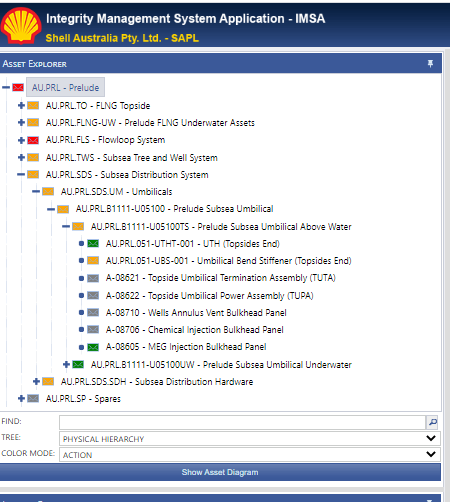 Integrity Management System Application - IMSA
Shell Australia Pty. Ltd. - SAPL
ASSET EXPLORER
AU.PRL - Prelude
AU.PRL.TO - FLNG Topside
AU.PRL.FLNG-UW - Prelude FLNG Underwater Assets
AU.PRL.FLS - Flowloop System
AU.PRL.TWS - Subsea Tree and Well System
AU.PRL.SDS - Subsea Distribution System
AU.PRL.SDS.UM - Umbilicals
AU.PRL.B1111-U05100 - Prelude Subsea Umbilical
AU.PRL.B1111-U05100TS - Prelude Subsea Umbilical Above Water
AU.PRL.051-UTHT-001 - UTH (Topsides End)
AU.PRL.051-UBS-001 - Umbilical Bend Stiffener (Topsides End)
A-08621 - Topside Umbilical Termination Assembly (TUTA)
A-08622 - Topside Umbilical Power Assembly (TUPA)
A-08710 - Wells Annulus Vent Bulkhead Panel
A-08706 - Chemical Injection Bulkhead Panel
A-08605 - MEG Injection Bulkhead Panel
AU.PRL.B1111-U05100UW - Prelude Subsea Umbilical Underwater
AU.PRL.SDS.SDH - Subsea Distribution Hardware
AU.PRL.SP - Spares
FIND:
TREE: PHYSICAL HIERARCHY
COLOR MODE: ACTION
Show Asset Diagram